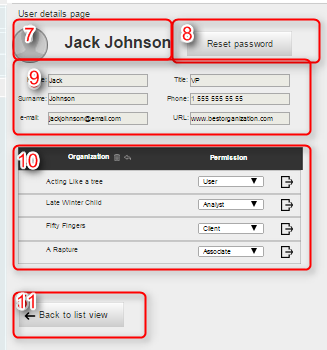 User details page
7
Jack Johnson
8
Reset password
9
Name: Jack
Title: VP
Surname: Johnson
Phone: 1 555 555 55 55
e-mail: jackjohnson@email.com
URL: www.bestorganization.com
10
Organization Permission
Acting Like a tree User
Late Winter Child Analyst
Fifty Fingers Client
A Rapture Associate
11
Back to list view